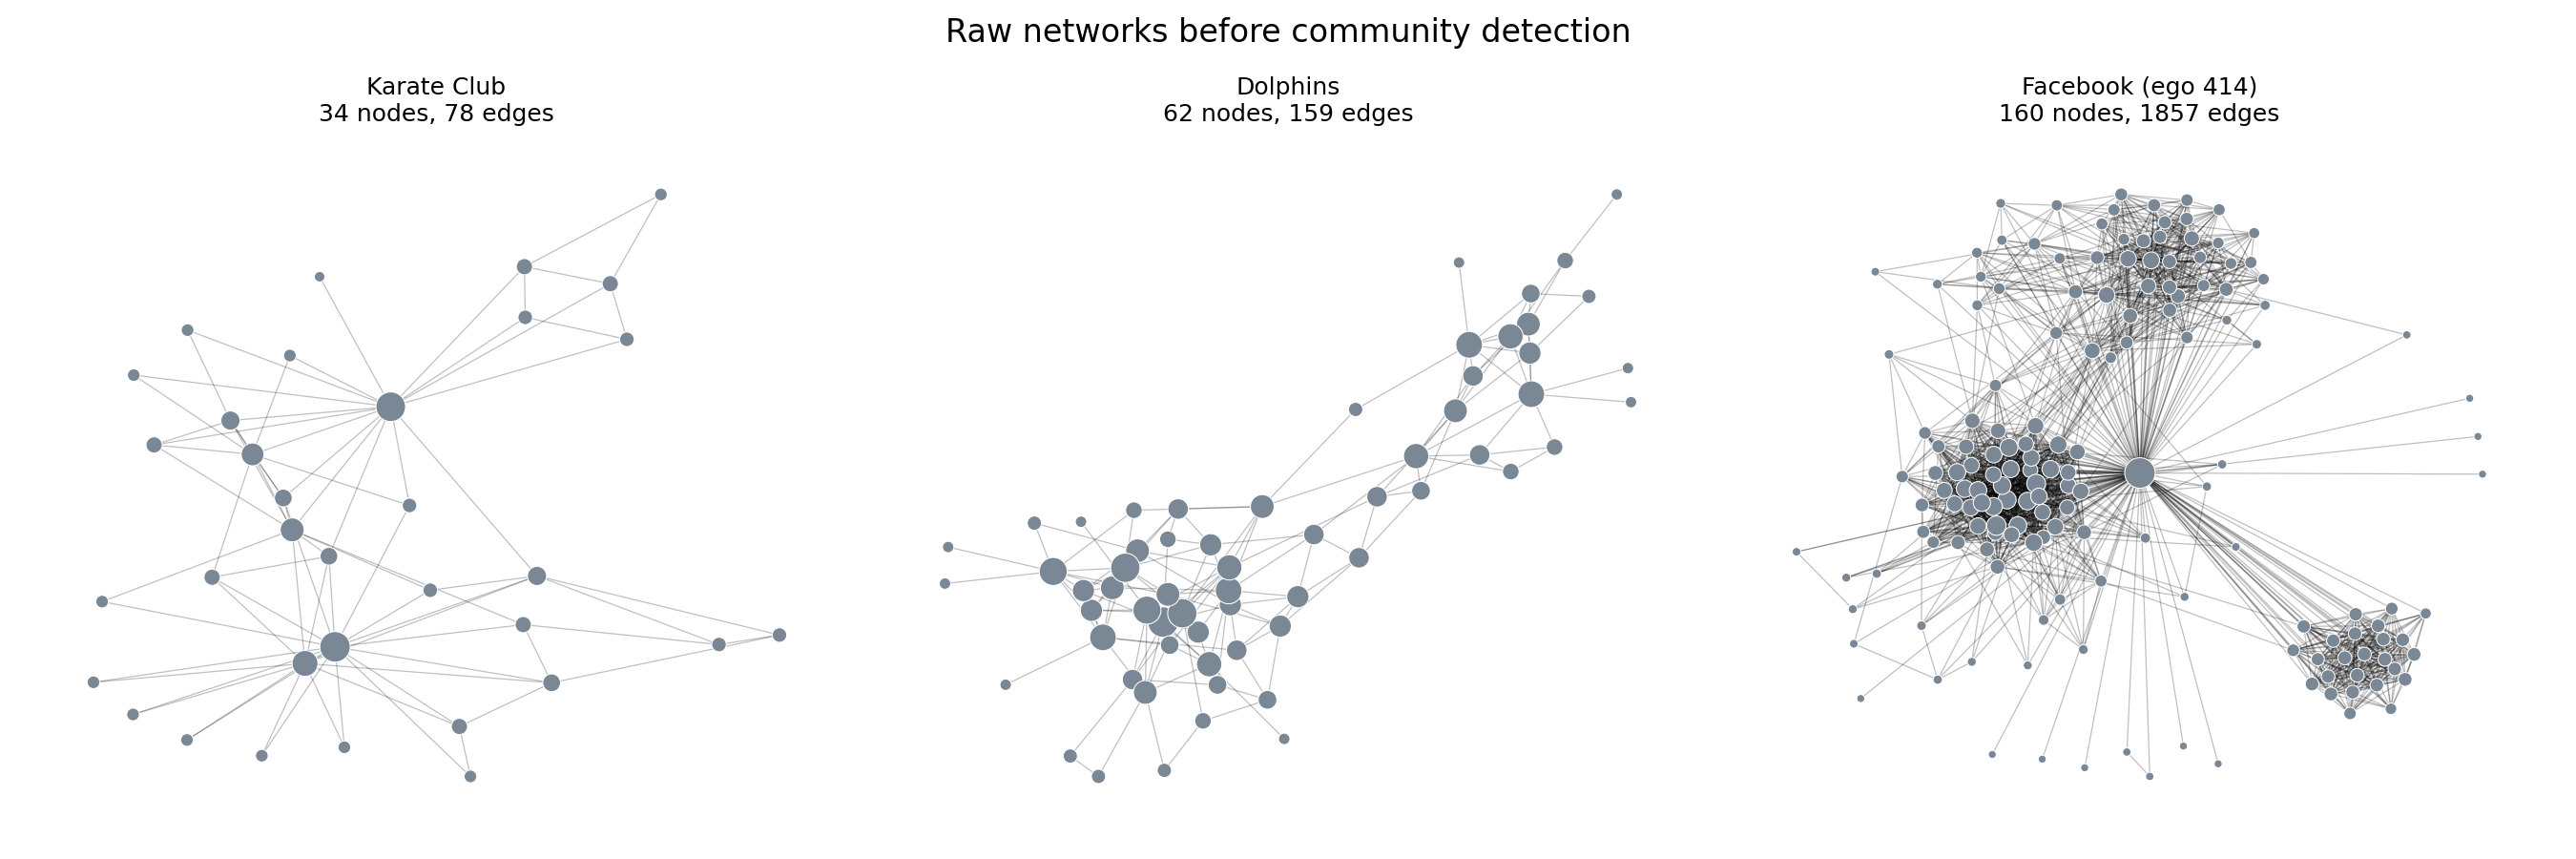 Raw networks before community detection
Karate Club
34 nodes, 78 edges
Dolphins
62 nodes, 159 edges
Facebook (ego 414)
160 nodes, 1857 edges